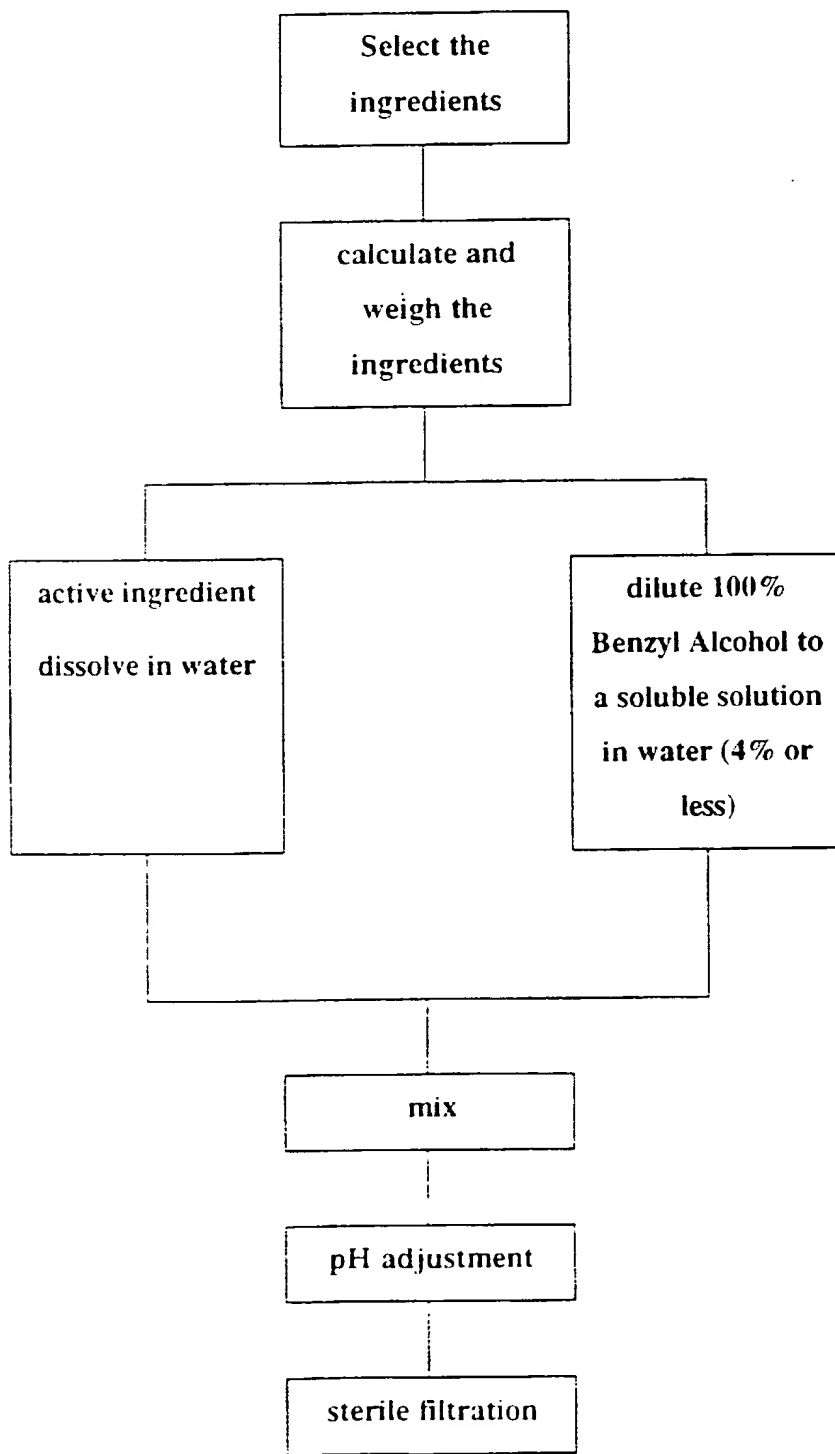 Select the
ingredients
calculate and
weigh the
ingredients
active ingredient
dissolve in water
dilute 100%
Benzyl Alcohol to
a soluble solution
in water (4% or
less)
mix
pH adjustment
sterile filtration